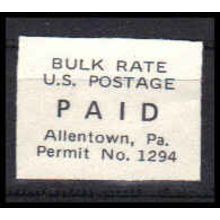 BULK RATE
U.S. POSTAGE
PAID
Allentown, Pa.
Permit No. 1294